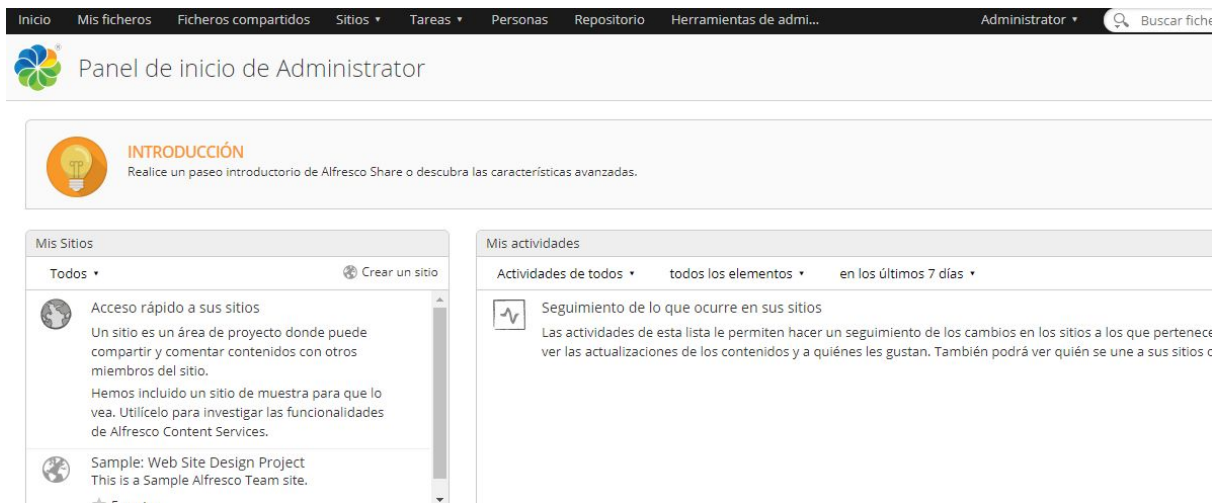 Inicio Mis ficheros Ficheros compartidos Sitios Tareas Personas Repositorio Herramientas de admi... Administrator Buscar fiche
Panel de inicio de Administrator
INTRODUCCIÓN
Realice un paseo introductorio de Alfresco Share o descubra las características avanzadas.
Mis Sitios
Todos Crear un sitio
Acceso rápido a sus sitios
Un sitio es un área de proyecto donde puede
compartir y comentar contenidos con otros
miembros del sitio.
Hemos incluido un sitio de muestra para que lo
vea. Utilícelo para investigar las funcionalidades
de Alfresco Content Services.
Sample: Web Site Design Project
This is a Sample Alfresco Team site.
Mis actividades
Actividades de todos todos los elementos en los últimos 7 días
Seguimiento de lo que ocurre en sus sitios
Las actividades de esta lista le permiten hacer un seguimiento de los cambios en los sitios a los que pertenece
ver las actualizaciones de los contenidos y a quiénes les gustan. También podrá ver quién se une a sus sitios